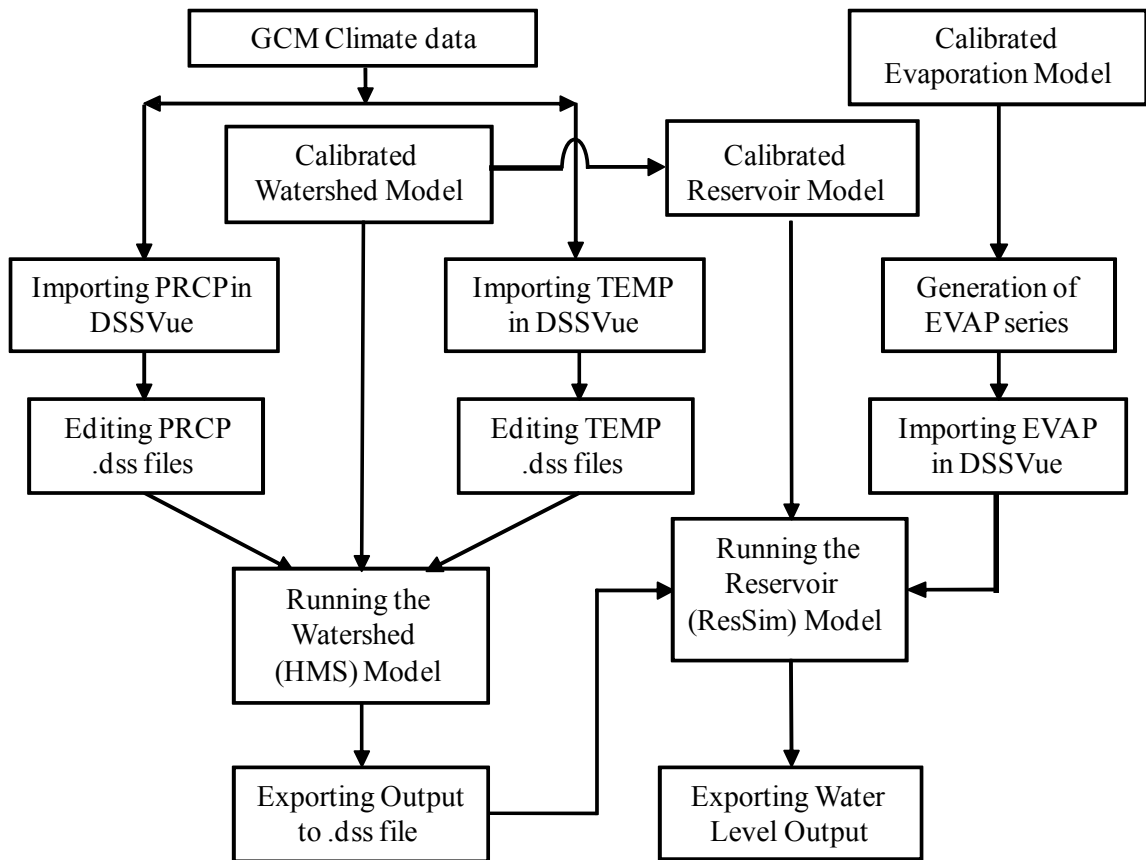 GCM Climate data
Calibrated
Evaporation Model
Calibrated
Watershed Model
Calibrated
Reservoir Model
Importing PRCP in
DSSVue
Importing TEMP
in DSSVue
Generation of
EVAP series
Editing PRCP
.dss files
Editing TEMP
.dss files
Importing EVAP
in DSSVue
Running the
Watershed
(HMS) Model
Running the
Reservoir
(ResSim) Model
Exporting Output
to .dss file
Exporting Water
Level Output